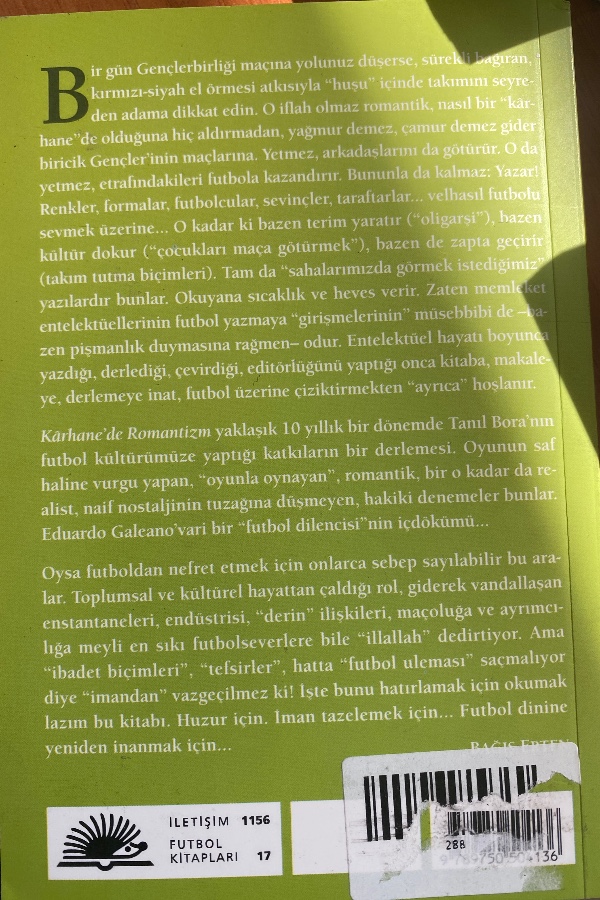 Bir gün Gençlerbirliği maçına yolunuz düşerse, sürekli bağıran,
kırmızı-siyah el örmesi atkısıyla “huşu” içinde takımını seyre-
den adama dikkat edin. O iflah olmaz romantik, nasıl bir “kâr-
hane”de olduğuna hiç aldırmadan, yağmur demez, çamur demez gider
biricik Gençler’inin maçlarına. Yetmez, arkadaşlarını da götürür. O da
yetmez, etrafındakileri futbola kazandırır. Bununla da kalmaz: Yazar!
Renkler, formalar, futbolcular, sevinçler, taraftarlar... velhasıl futbolu
sevmek üzerine... O kadar ki bazen terim yaratır (“oligarşi”), bazen
kültür dokur (“çocukları maça götürmek”), bazen de zapta geçirir
(takım tutma biçimleri). Tam da “sahalarımızda görmek istediğimiz”
yazılardır bunlar. Okuyana sıcaklık ve heves verir. Zaten memleket
entelektüellerinin futbol yazmaya “girişmelerinin” müsebbibi de –ba-
zen pişmanlık duymasına rağmen– odur. Entelektüel hayatı boyunca
yazdığı, derlediği, çevirdiği, editörlüğünü yaptığı onca kitaba, makale-
ye, derlemeye inat, futbol üzerine çiziktirmekten “ayrıca” hoşlanır.
Kârhane’de Romantizm yaklaşık 10 yıllık bir dönemde Tanıl Bora’nın
futbol kültürümüze yaptığı katkıların bir derlemesi. Oyunun saf
haline vurgu yapan, “oyunla oynayan”, romantik, bir o kadar da re-
alist, naif nostaljinin tuzağına düşmeyen, hakiki denemeler bunlar.
Eduardo Galeano’vari bir “futbol dilencisi”nin içdökümü...
Oysa futboldan nefret etmek için onlarca sebep sayılabilir bu ara-
lar. Toplumsal ve kültürel hayattan çaldığı rol, giderek vandallaşan
enstantaneleri, endüstrisi, “derin” ilişkileri, maçoluğa ve ayrımcı-
lığa meyli en sıkı futbolseverlere bile “illallah” dedirtiyor. Ama
“ibadet biçimleri”, “tefsirler”, hatta “futbol uleması” saçmalıyor
diye “imandan” vazgeçilmez ki! İşte bunu hatırlamak için okumak
lazım bu kitabı. Huzur için. İman tazelemek için... Futbol dinine
yeniden inanmak için...
BAĞIŞ ERTEN
İLETİŞİM 1156
FUTBOL
KİTAPLARI 17
288